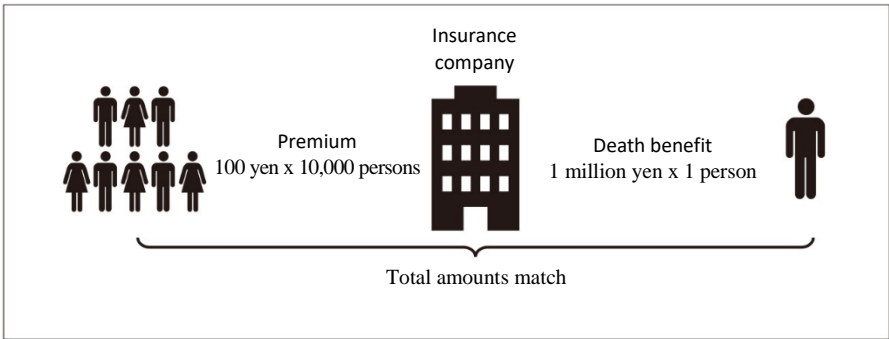 Insurance
company
Premium
100 yen x 10,000 persons
Death benefit
1 million yen x 1 person
Total amounts match